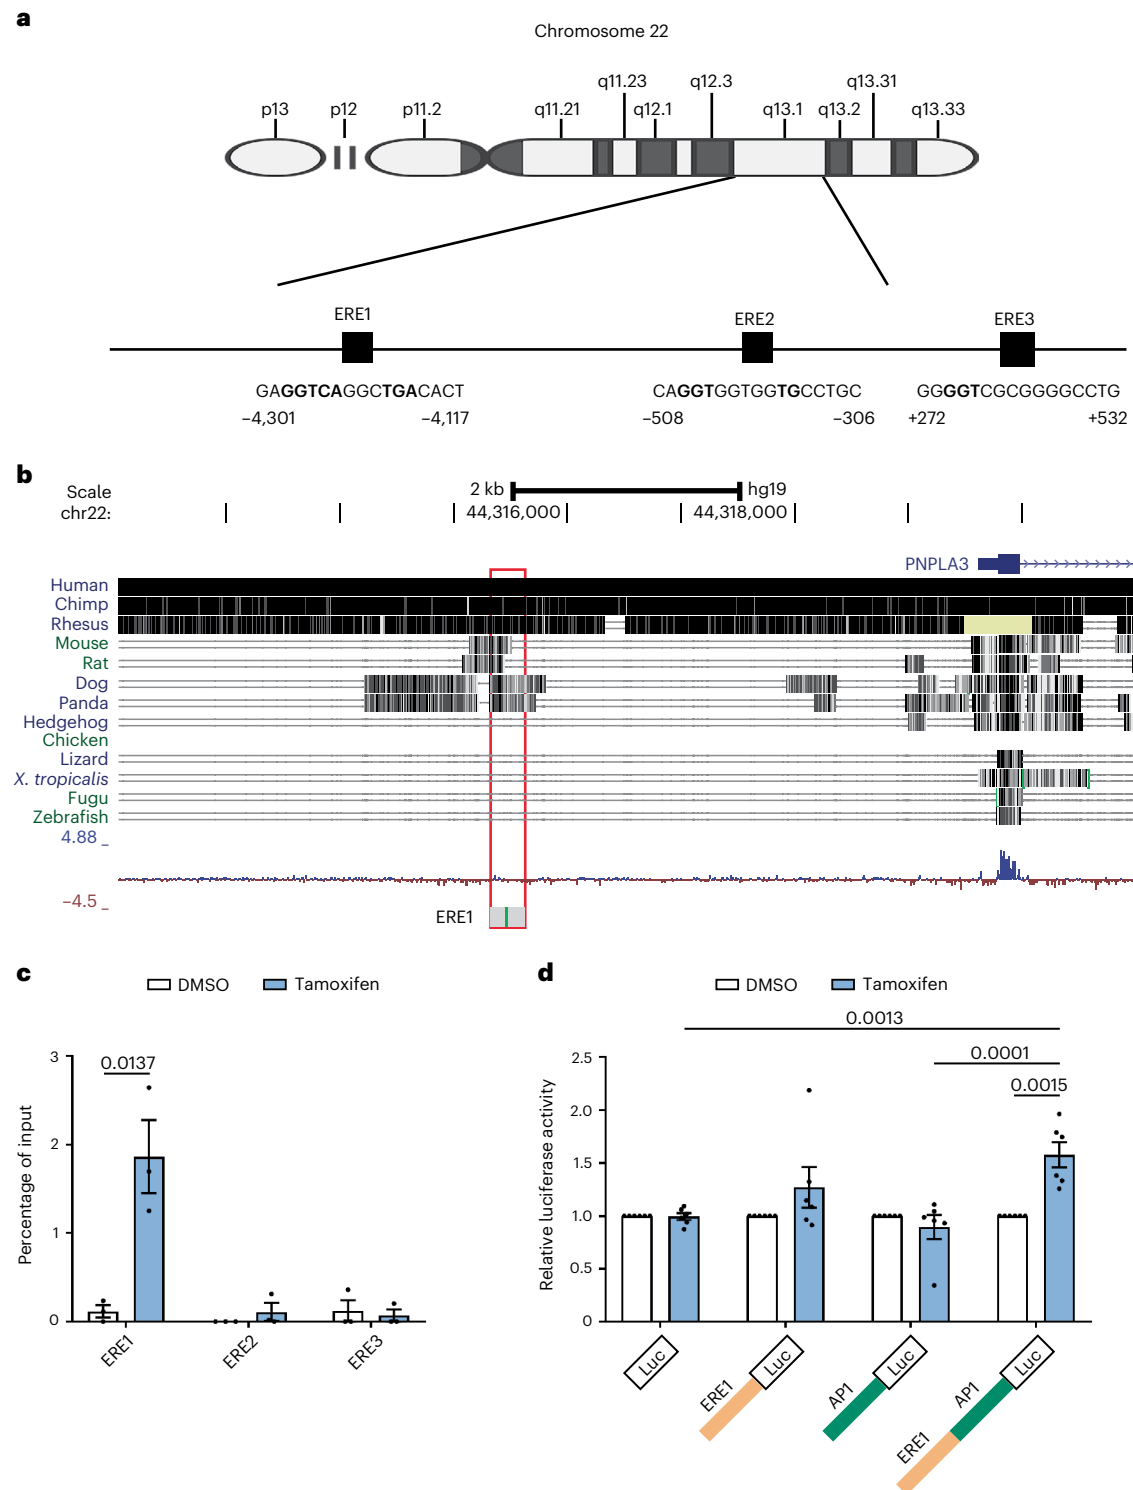 a
Chromosome 22
q11.23
q12.3
q13.31
p13
p12
p11.2
q11.21
q12.1
q13.1
q13.2
q13.33
ERE1
ERE2
ERE3
GAGGTCAGGCTGACACT
CAGGTGGTGGTGCCTGC
GGGGTCGCGGGGCCTG
−4,301
−4,117
−508
−306
+272
+532
b
Scale
2 kb
hg19
chr22:
44,316,000
44,318,000
PNPLA3
Human
Chimp
Rhesus
Mouse
Rat
Dog
Panda
Hedgehog
Chicken
Lizard
X. tropicalis
Fugu
Zebrafish
4.88 _
−4.5 _
ERE1
c
DMSO
Tamoxifen
Percentage of input
3
2
1
0
0.0137
ERE1
ERE2
ERE3
d
DMSO
Tamoxifen
0.0013
0.0001
0.0015
Relative luciferase activity
2.5
2.0
1.5
1.0
0.5
0
Luc
ERE1
Luc
AP1
Luc
ERE1
AP1
Luc